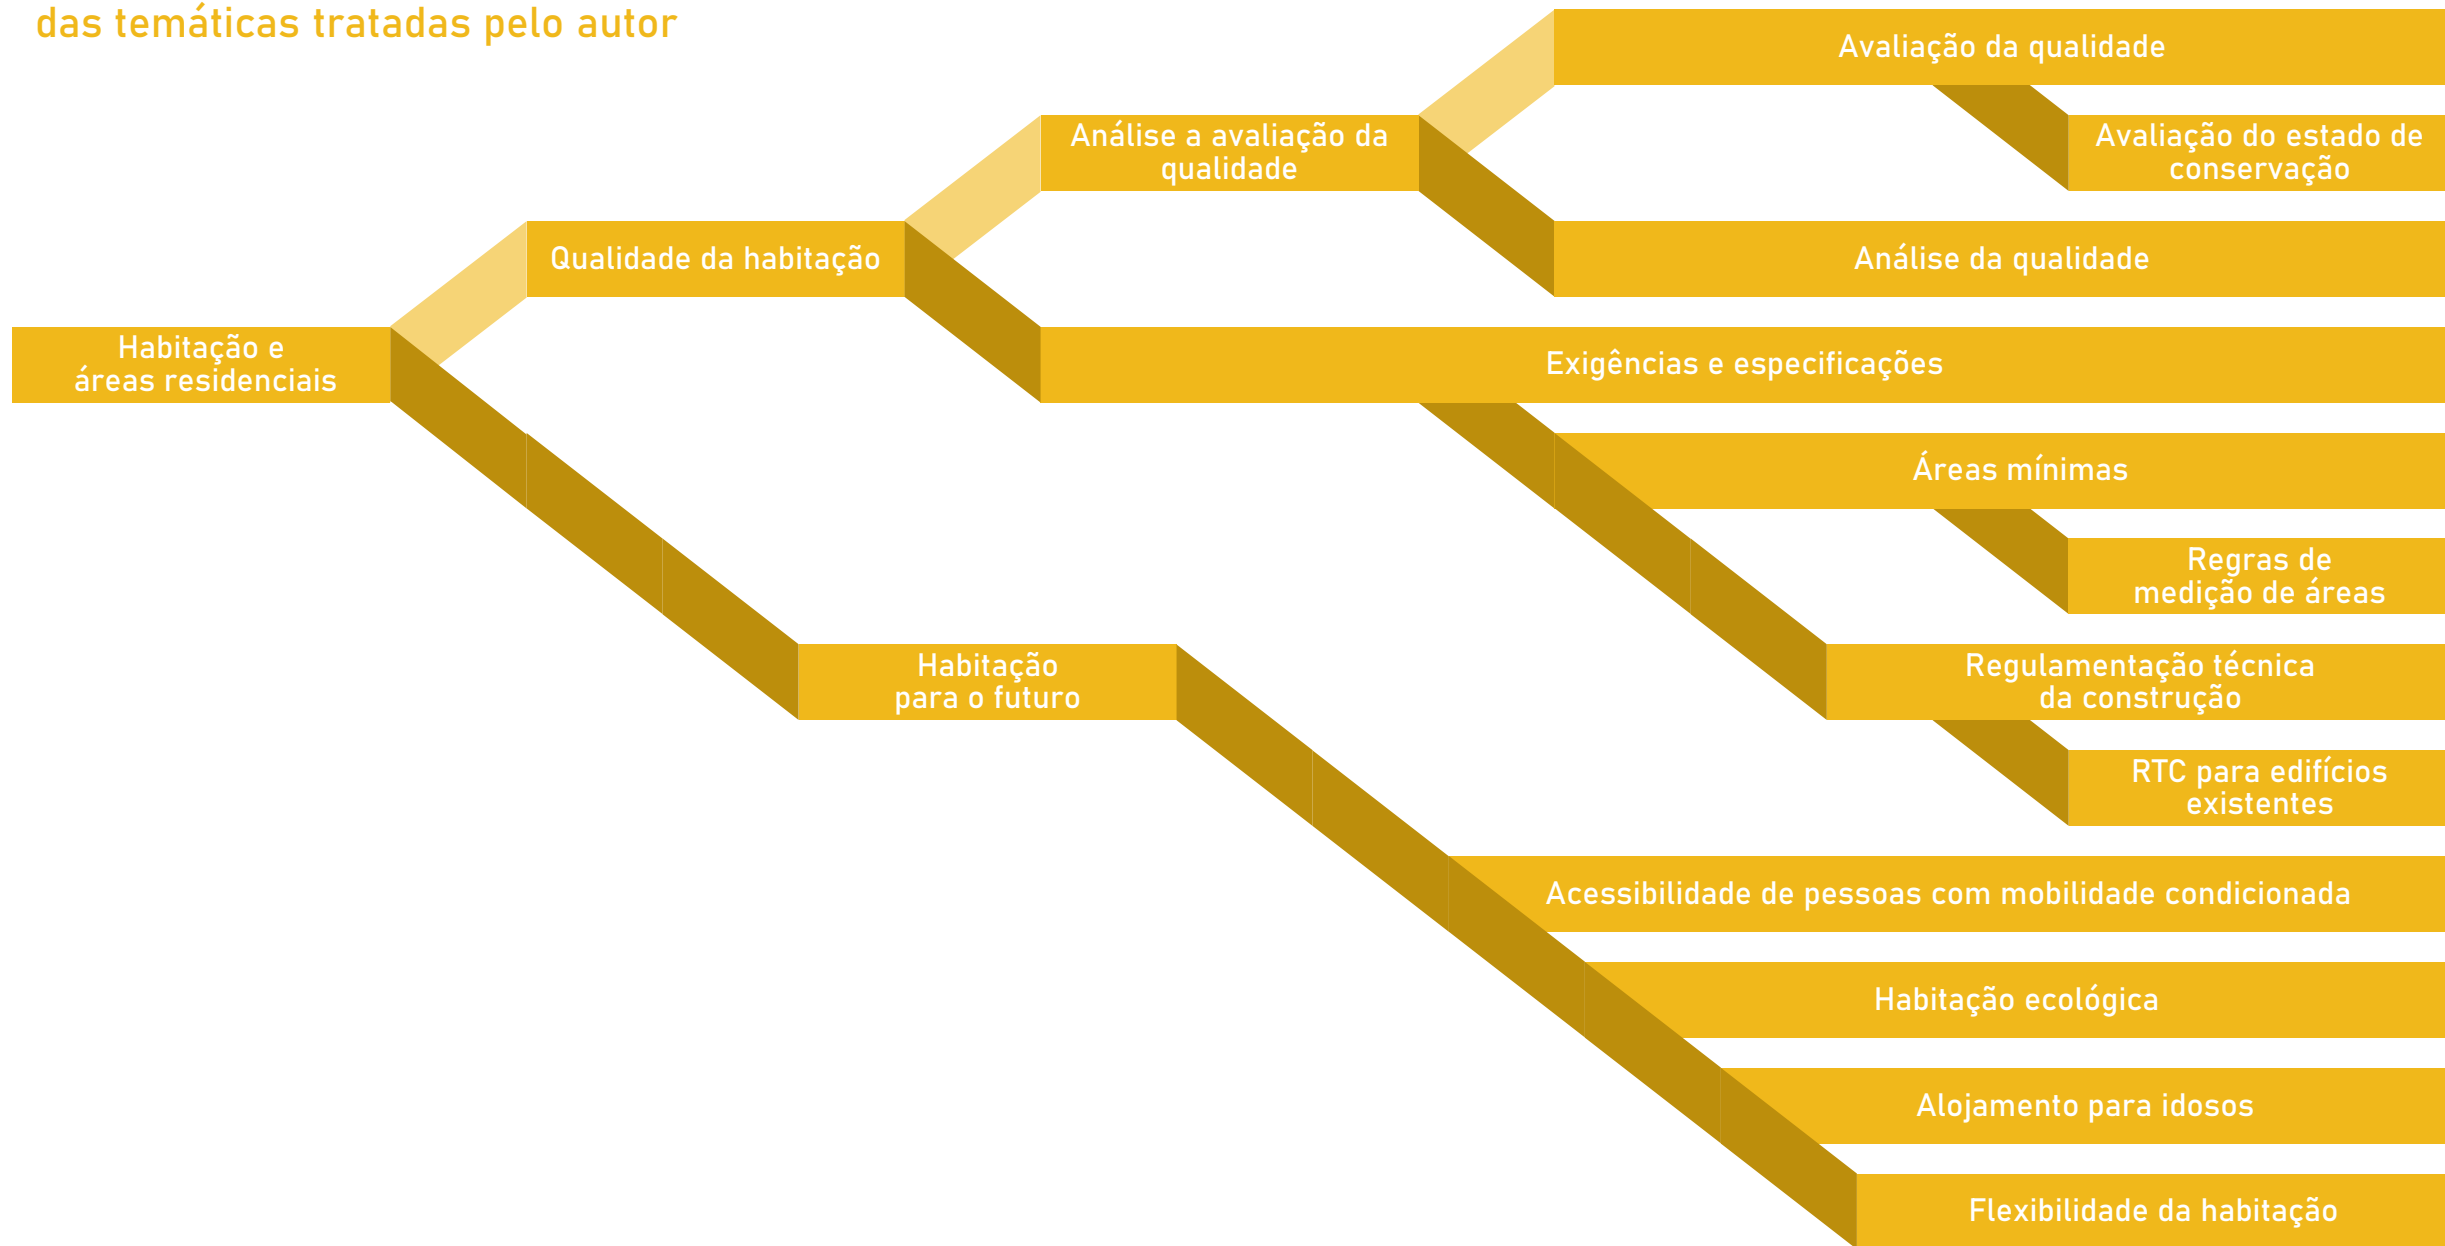 das temáticas tratadas pelo autor
Avaliação da qualidade
Análise a avaliação da
qualidade
Avaliação do estado de
conservação
Qualidade da habitação
Análise da qualidade
Habitação e
áreas residenciais
Exigências e especificações
Áreas mínimas
Regras de
medição de áreas
Habitação
para o futuro
Regulamentação técnica
da construção
RTC para edifícios
existentes
Acessibilidade de pessoas com mobilidade condicionada
Habitação ecológica
Alojamento para idosos
Flexibilidade da habitação